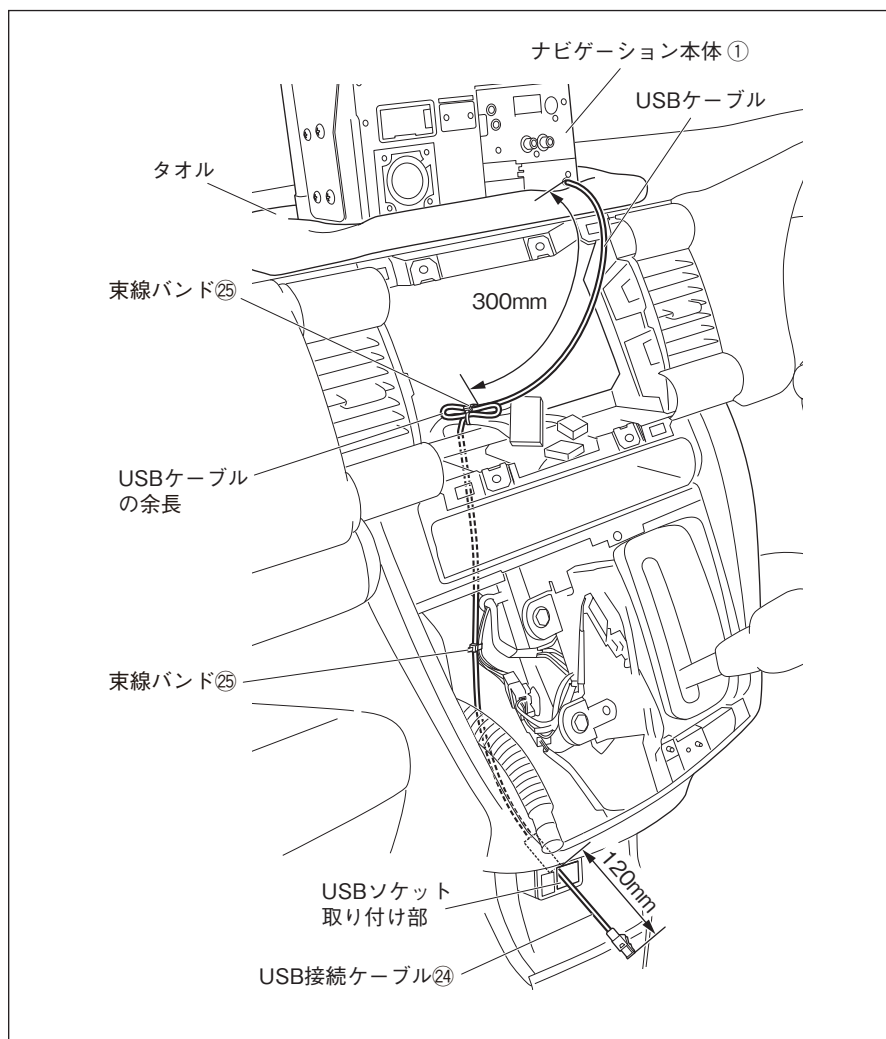 ナビゲーション本体①
USBケーブル
タオル
束線バンド㉕
300mm
USBケーブル
の余長
束線バンド㉕
120mm
USBソケット
取り付け部
USB接続ケーブル㉔